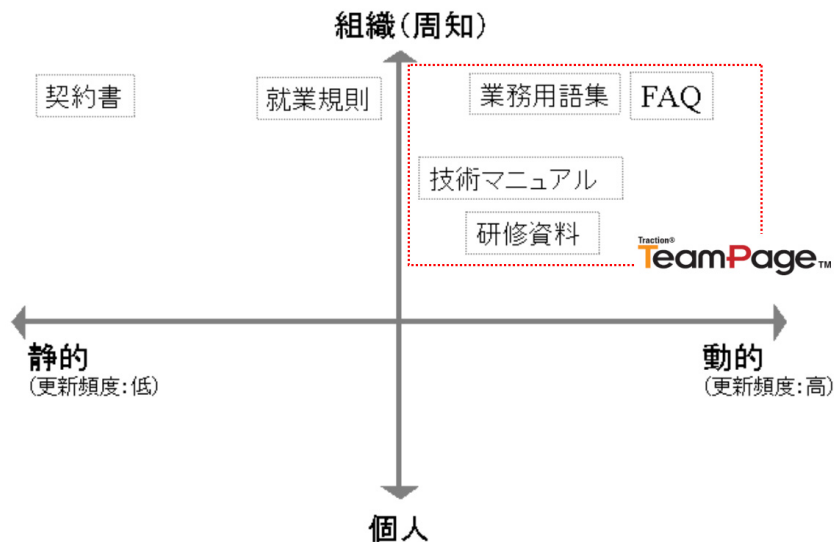 組織(周知)
契約書
就業規則
業務用語集
FAQ
技術マニュアル
研修資料
Traction®
TeamPage™
静的
(更新頻度:低)
動的
(更新頻度:高)
個人